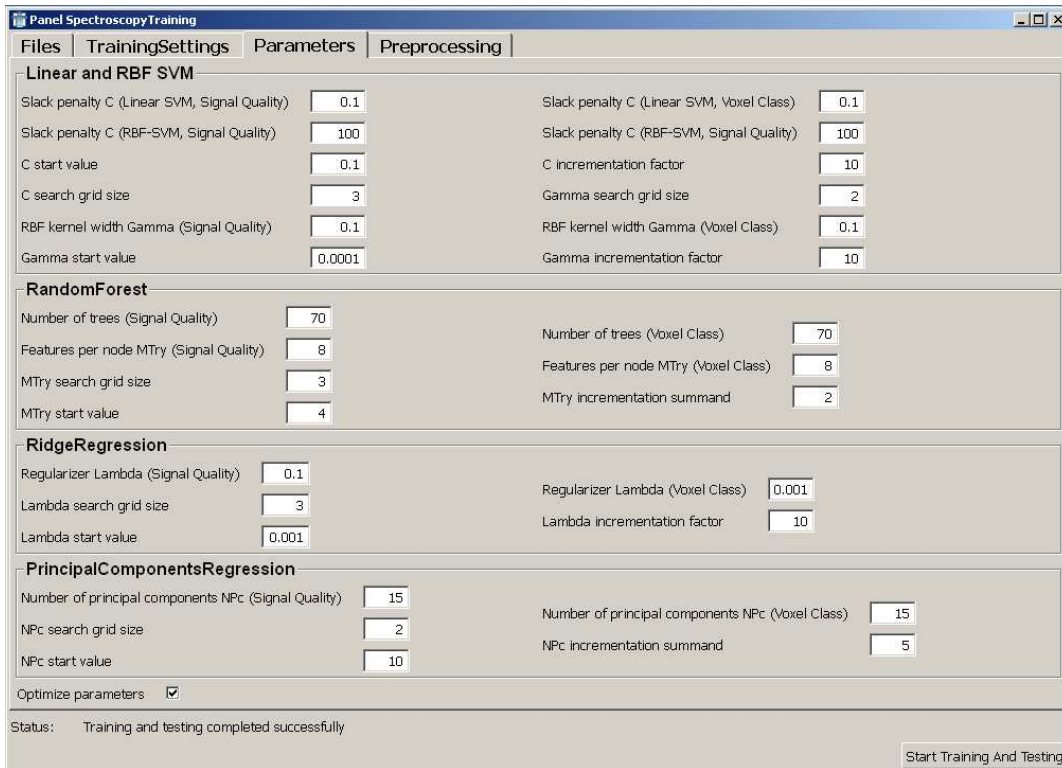 Panel SpectroscopyTraining
Files TrainingSettings Parameters Preprocessing
Linear and RBF SVM
Slack penalty C (Linear SVM, Signal Quality) 0.1 Slack penalty C (Linear SVM, Voxel Class) 0.1
Slack penalty C (RBF-SVM, Signal Quality) 100 Slack penalty C (RBF-SVM, Signal Quality) 100
C start value 0.1 C incrementation factor 10
C search grid size 3 Gamma search grid size 2
RBF kernel width Gamma (Signal Quality) 0.1 RBF kernel width Gamma (Voxel Class) 0.1
Gamma start value 0.0001 Gamma incrementation factor 10
RandomForest
Number of trees (Signal Quality) 70
Number of trees (Voxel Class) 70
Features per node MTry (Signal Quality) 8
Features per node MTry (Voxel Class) 8
MTry search grid size 3
MTry incrementation summand 2
MTry start value 4
RidgeRegression
Regularizer Lambda (Signal Quality) 0.1
Regularizer Lambda (Voxel Class) 0.001
Lambda search grid size 3
Lambda incrementation factor 10
Lambda start value 0.001
PrincipalComponentsRegression
Number of principal components NPc (Signal Quality) 15
Number of principal components NPc (Voxel Class) 15
NPc search grid size 2
NPc incrementation summand 5
NPc start value 10
Optimize parameters
Status: Training and testing completed successfully
Start Training And Testing